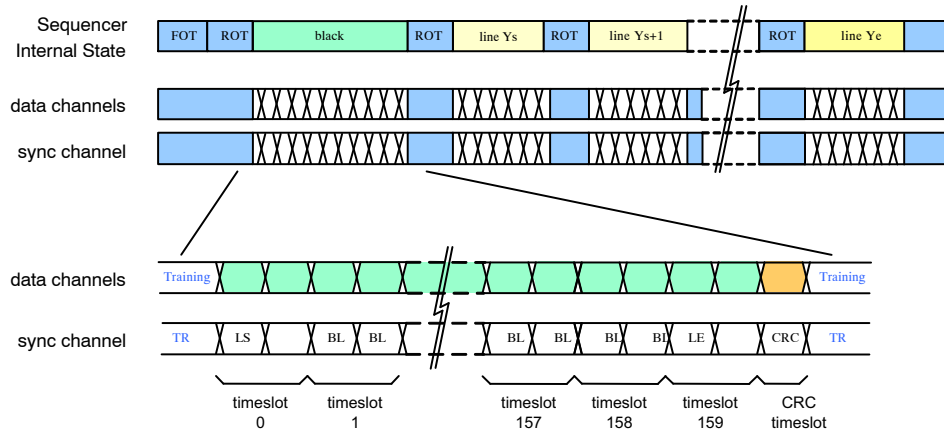 Sequencer
Internal State
FOT ROT black ROT line Ys ROT line Ys+1 ROT line Ye
data channels
sync channel
data channels
Training Training
sync channel
TR LS BL BL BL BL BL BL LE CRC TR
timeslot timeslot timeslot timeslot timeslot CRC
0 1 157 158 159 timeslot